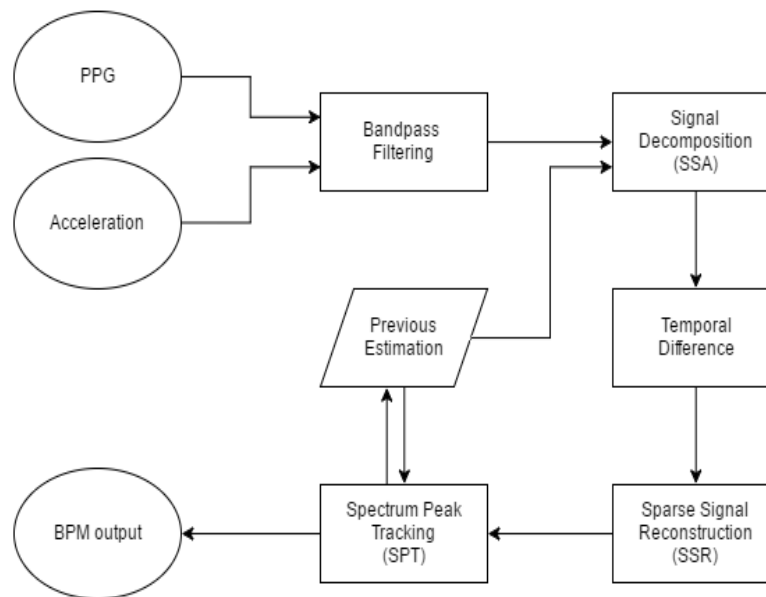 PPG
Bandpass
Filtering
Signal
Decomposition
(SSA)
Acceleration
Previous
Estimation
Temporal
Difference
BPM output
Spectrum Peak
Tracking
(SPT)
Sparse Signal
Reconstruction
(SSR)